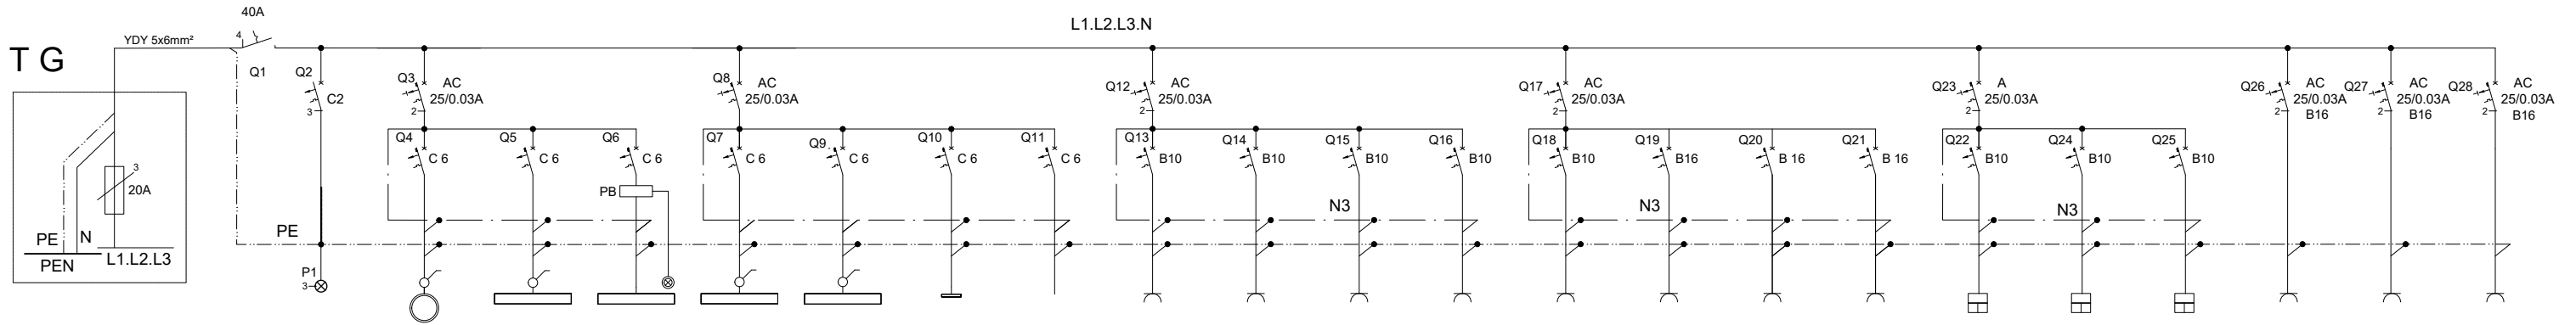 40A
L1.L2.L3.N
YDY 5x6mm²
4
T G
Q1
Q2
C2
3
Q3
AC
25/0.03A
2
Q8
AC
25/0.03A
Q12
AC
25/0.03A
2
Q17
AC
25/0.03A
2
Q23
A
25/0.03A
2
Q26
AC
25/0.03A
B16
2
Q27
AC
25/0.03A
B16
2
Q28
AC
25/0.03A
B16
2
Q4
C 6
Q5
C 6
Q6
C 6
Q7
C 6
Q9
C 6
Q10
C 6
Q11
C 6
Q13
B10
Q14
B10
Q15
B10
Q16
B10
Q18
B10
Q19
B16
Q20
B 16
Q21
B 16
Q22
B10
Q24
B10
Q25
B10
3
20A
PB
N3
N3
N3
PE
N
PE
L1.L2.L3
PEN
P1
3